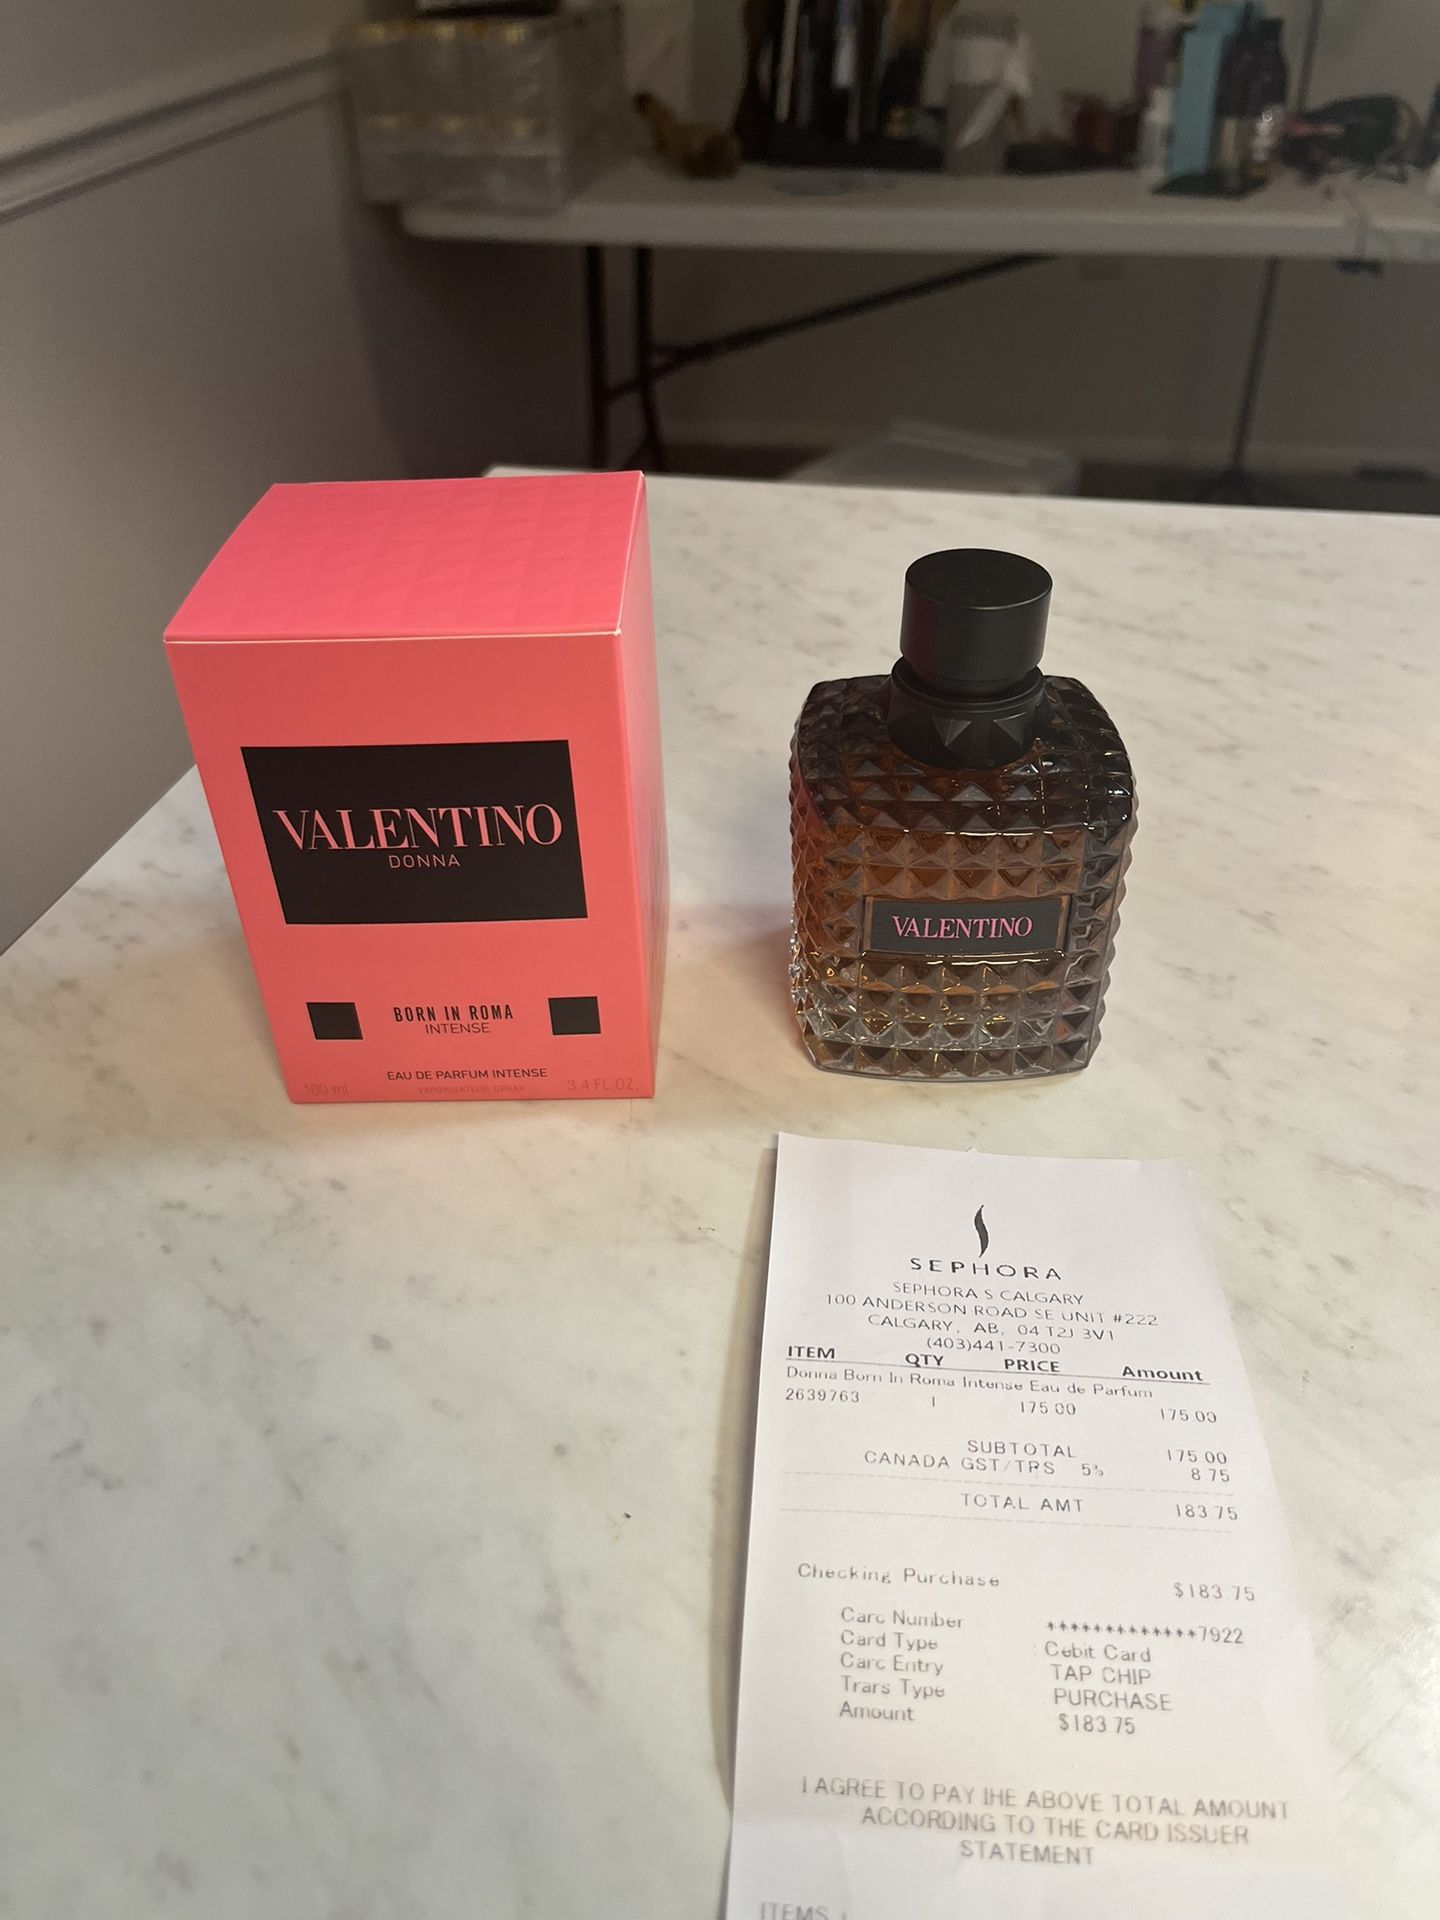 VALENTINO
DONNA
BORN IN ROMA
INTENSE
EAU DE PARFUM INTENSE
100 ml VAPORISATEUR SPRAY 3.4 FL.OZ.
VALENTINO
SEPHORA
SEPHORA S CALGARY
100 ANDERSON ROAD SE UNIT #222
CALGARY, AB, 04 T2J 3V1
(403)441-7300
ITEM QTY PRICE Amount
Donna Born In Roma Intense Eau de Parfum
2639763 1 175.00 175.00
SUBTOTAL 175.00
CANADA GST/TPS 5% 8.75
TOTAL AMT 183.75
Checking Purchase $183.75
Carc Number *************7922
Card Type Cebit Card
Carc Entry TAP CHIP
Trars Type PURCHASE
Amount $183.75
I AGREE TO PAY IHE ABOVE TOTAL AMOUNT
ACCORDING TO THE CARD ISSUER
STATEMENT
ITEMS